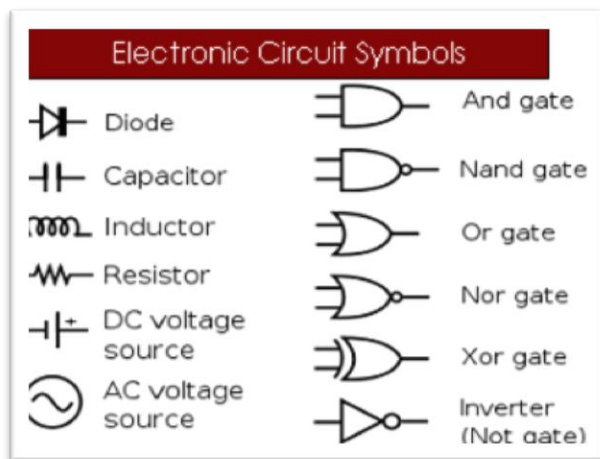 Electronic Circuit Symbols
Diode
Capacitor
Inductor
Resistor
+
DC voltage
source
AC voltage
source
And gate
Nand gate
Or gate
Nor gate
Xor gate
Inverter
(Not gate)